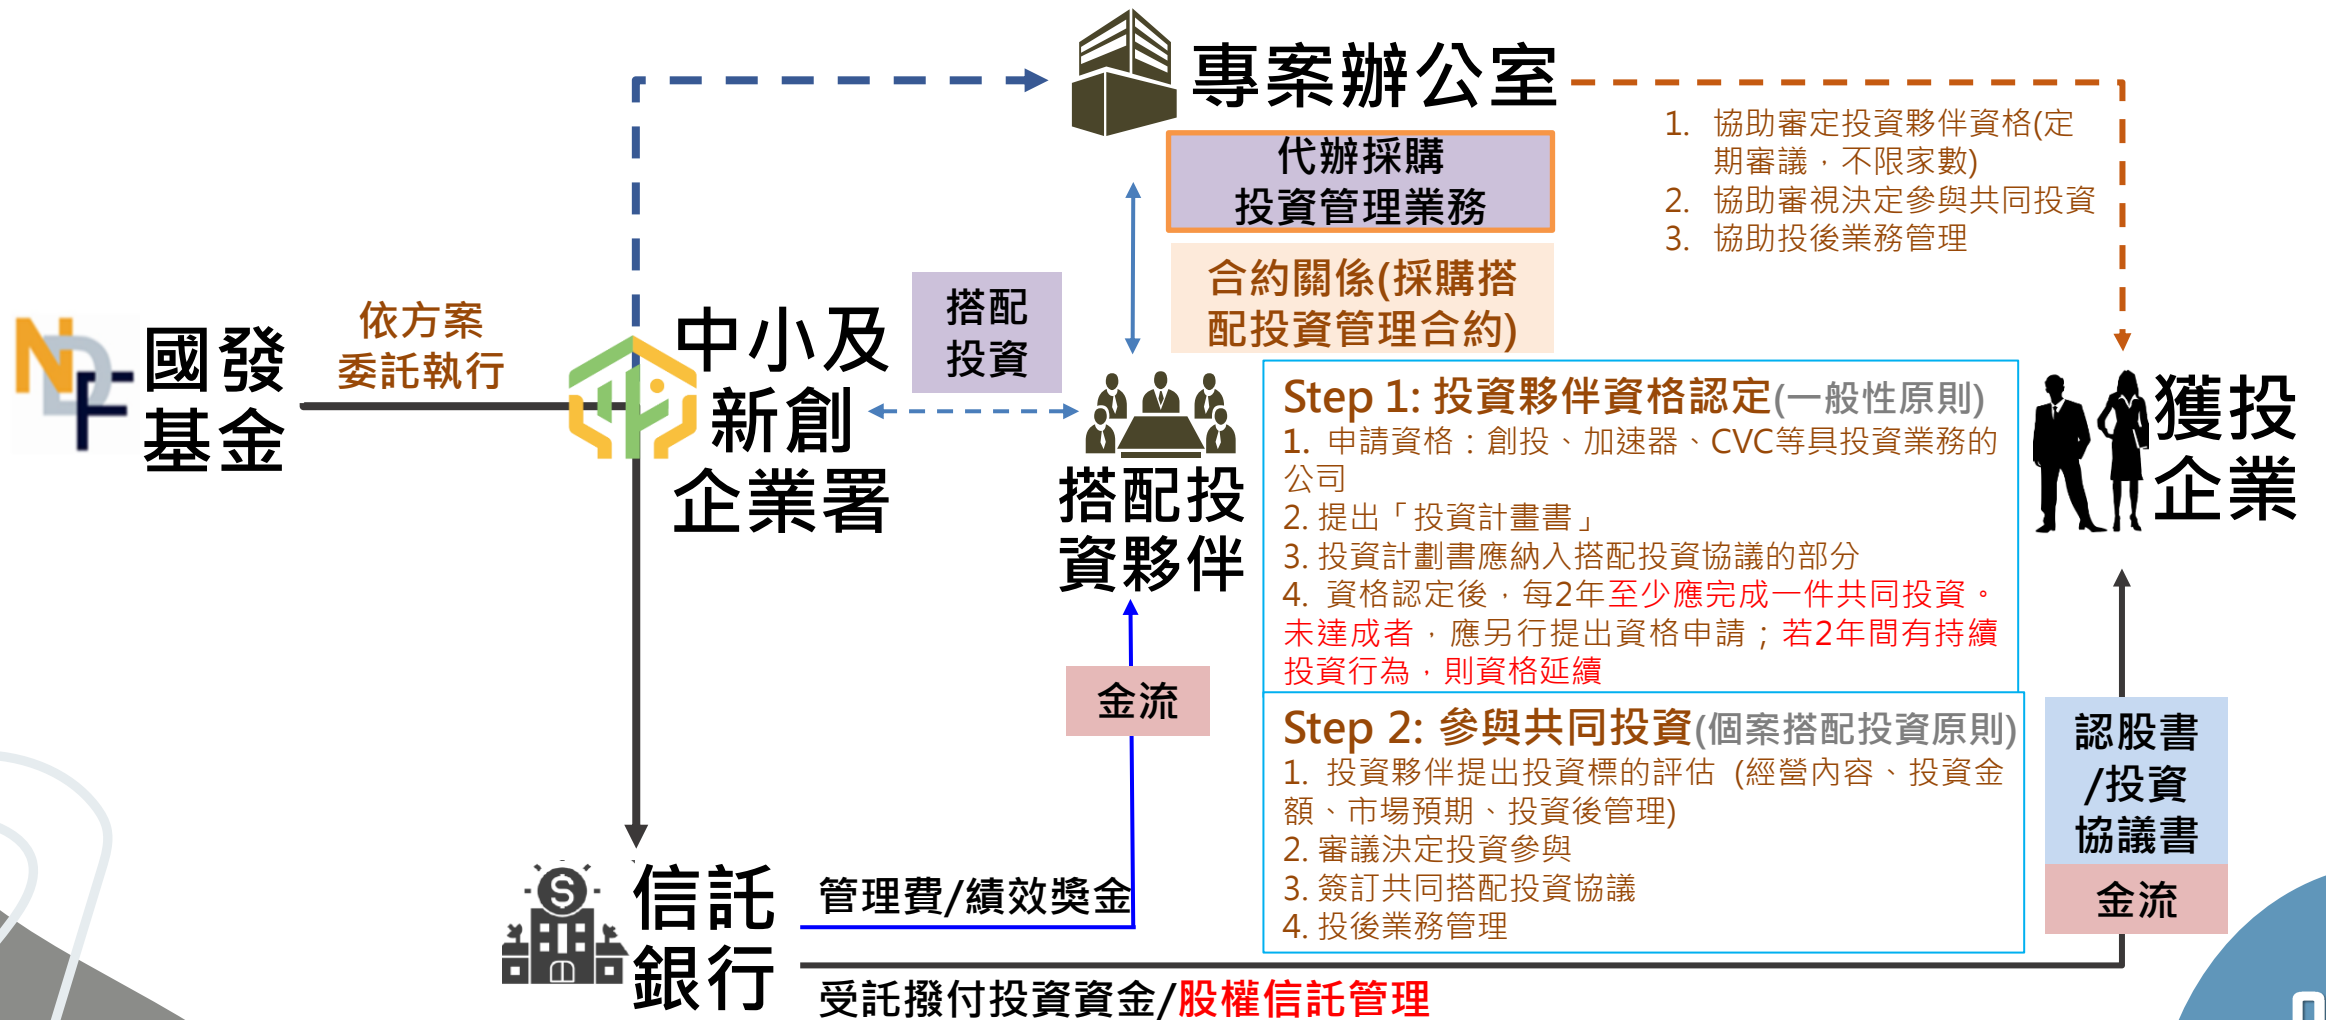 專案辦公室
代辦採購
投資管理業務
合約關係(採購搭
配投資管理合約)
1. 協助審定投資夥伴資格(定
期審議，不限家數)
2. 協助審視決定參與共同投資
3. 協助投後業務管理
NDF
國發
基金
依方案
委託執行
中小及
新創
企業署
搭配
投資
搭配投
資夥伴
Step 1: 投資夥伴資格認定(一般性原則)
1. 申請資格：創投、加速器、CVC等具投資業務的
公司
2. 提出「投資計畫書」
3. 投資計劃書應納入搭配投資協議的部分
4. 資格認定後，每2年至少應完成一件共同投資。
未達成者，應另行提出資格申請；若2年間有持續
投資行為，則資格延續
Step 2: 參與共同投資(個案搭配投資原則)
1. 投資夥伴提出投資標的評估 (經營內容、投資金
額、市場預期、投資後管理)
2. 審議決定投資參與
3. 簽訂共同搭配投資協議
4. 投後業務管理
獲投
企業
認股書
/投資
協議書
金流
金流
信託
銀行
管理費/績效獎金
受託撥付投資資金/股權信託管理